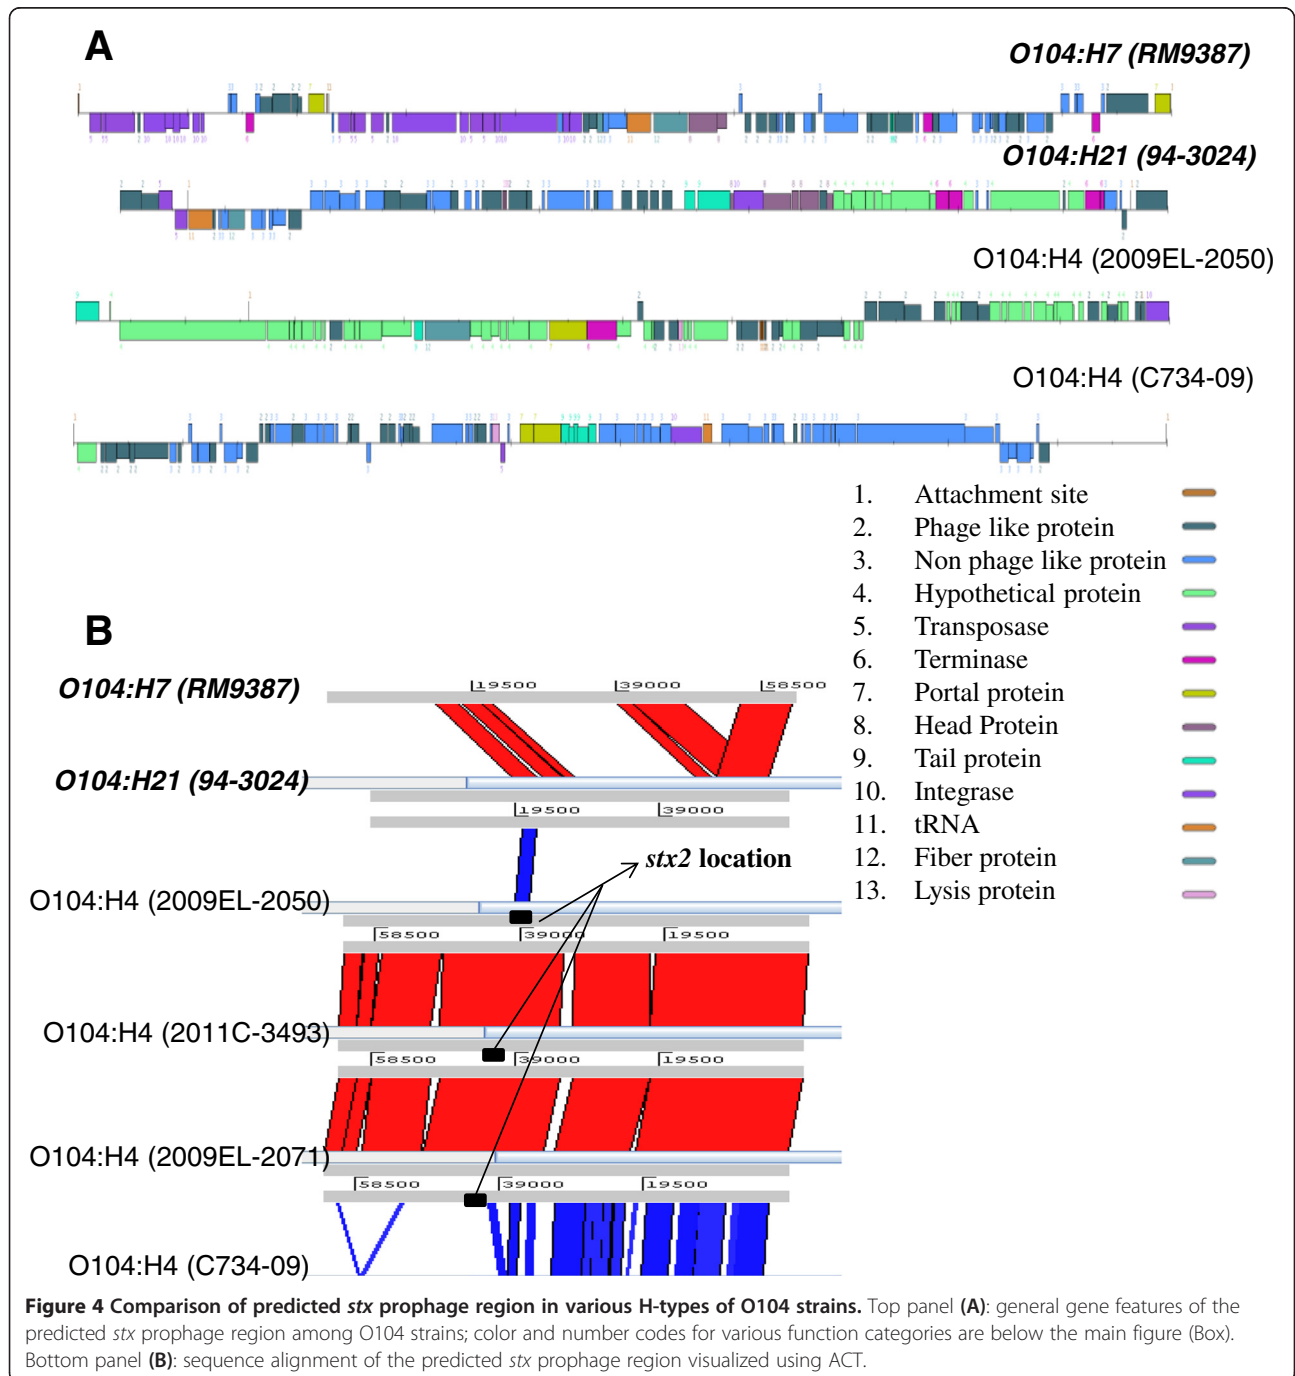 A
O104:H7 (RM9387)
O104:H21 (94-3024)
O104:H4 (2009EL-2050)
O104:H4 (C734-09)
1. Attachment site
2. Phage like protein
3. Non phage like protein
4. Hypothetical protein
5. Transposase
6. Terminase
7. Portal protein
8. Head Protein
9. Tail protein
10. Integrase
11. tRNA
12. Fiber protein
13. Lysis protein
B
O104:H7 (RM9387)
19500 39000 58500
O104:H21 (94-3024)
19500 39000
stx2 location
O104:H4 (2009EL-2050)
58500 39000 19500
O104:H4 (2011C-3493)
58500 39000 19500
O104:H4 (2009EL-2071)
58500 39000 19500
O104:H4 (C734-09)
Figure 4 Comparison of predicted stx prophage region in various H-types of O104 strains. Top panel (A): general gene features of the
predicted stx prophage region among O104 strains; color and number codes for various function categories are below the main figure (Box).
Bottom panel (B): sequence alignment of the predicted stx prophage region visualized using ACT.